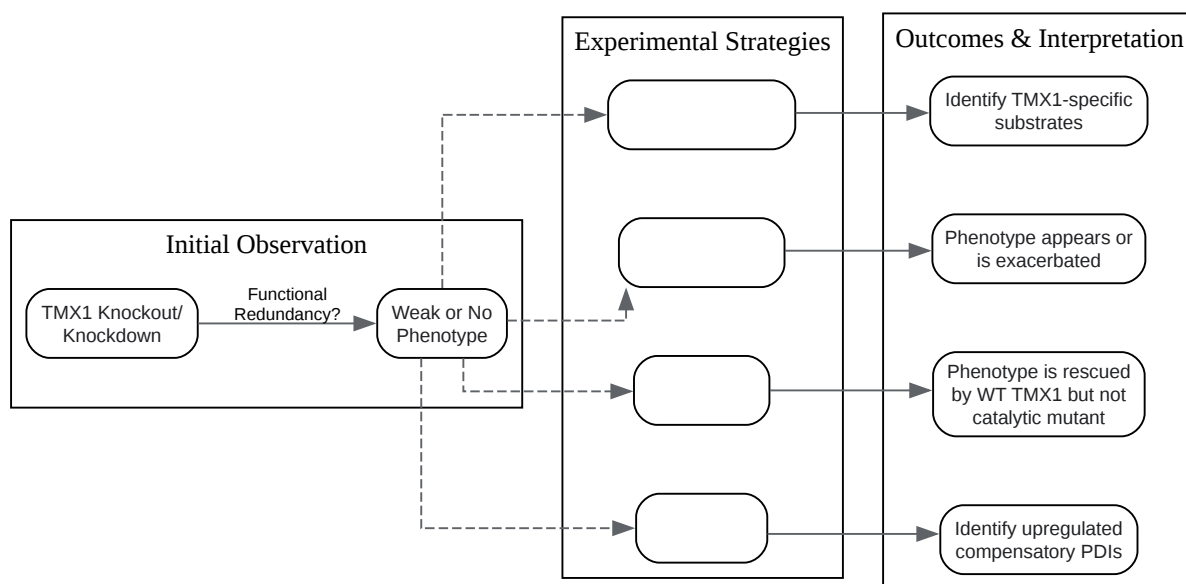 Initial Observation
TMX1 Knockout/
Knockdown
Functional
Redundancy?
Weak or No
Phenotype
Experimental Strategies
Outcomes & Interpretation
Identify TMX1-specific
substrates
Phenotype appears or
is exacerbated
Phenotype is rescued
by WT TMX1 but not
catalytic mutant
Identify upregulated
compensatory PDIs